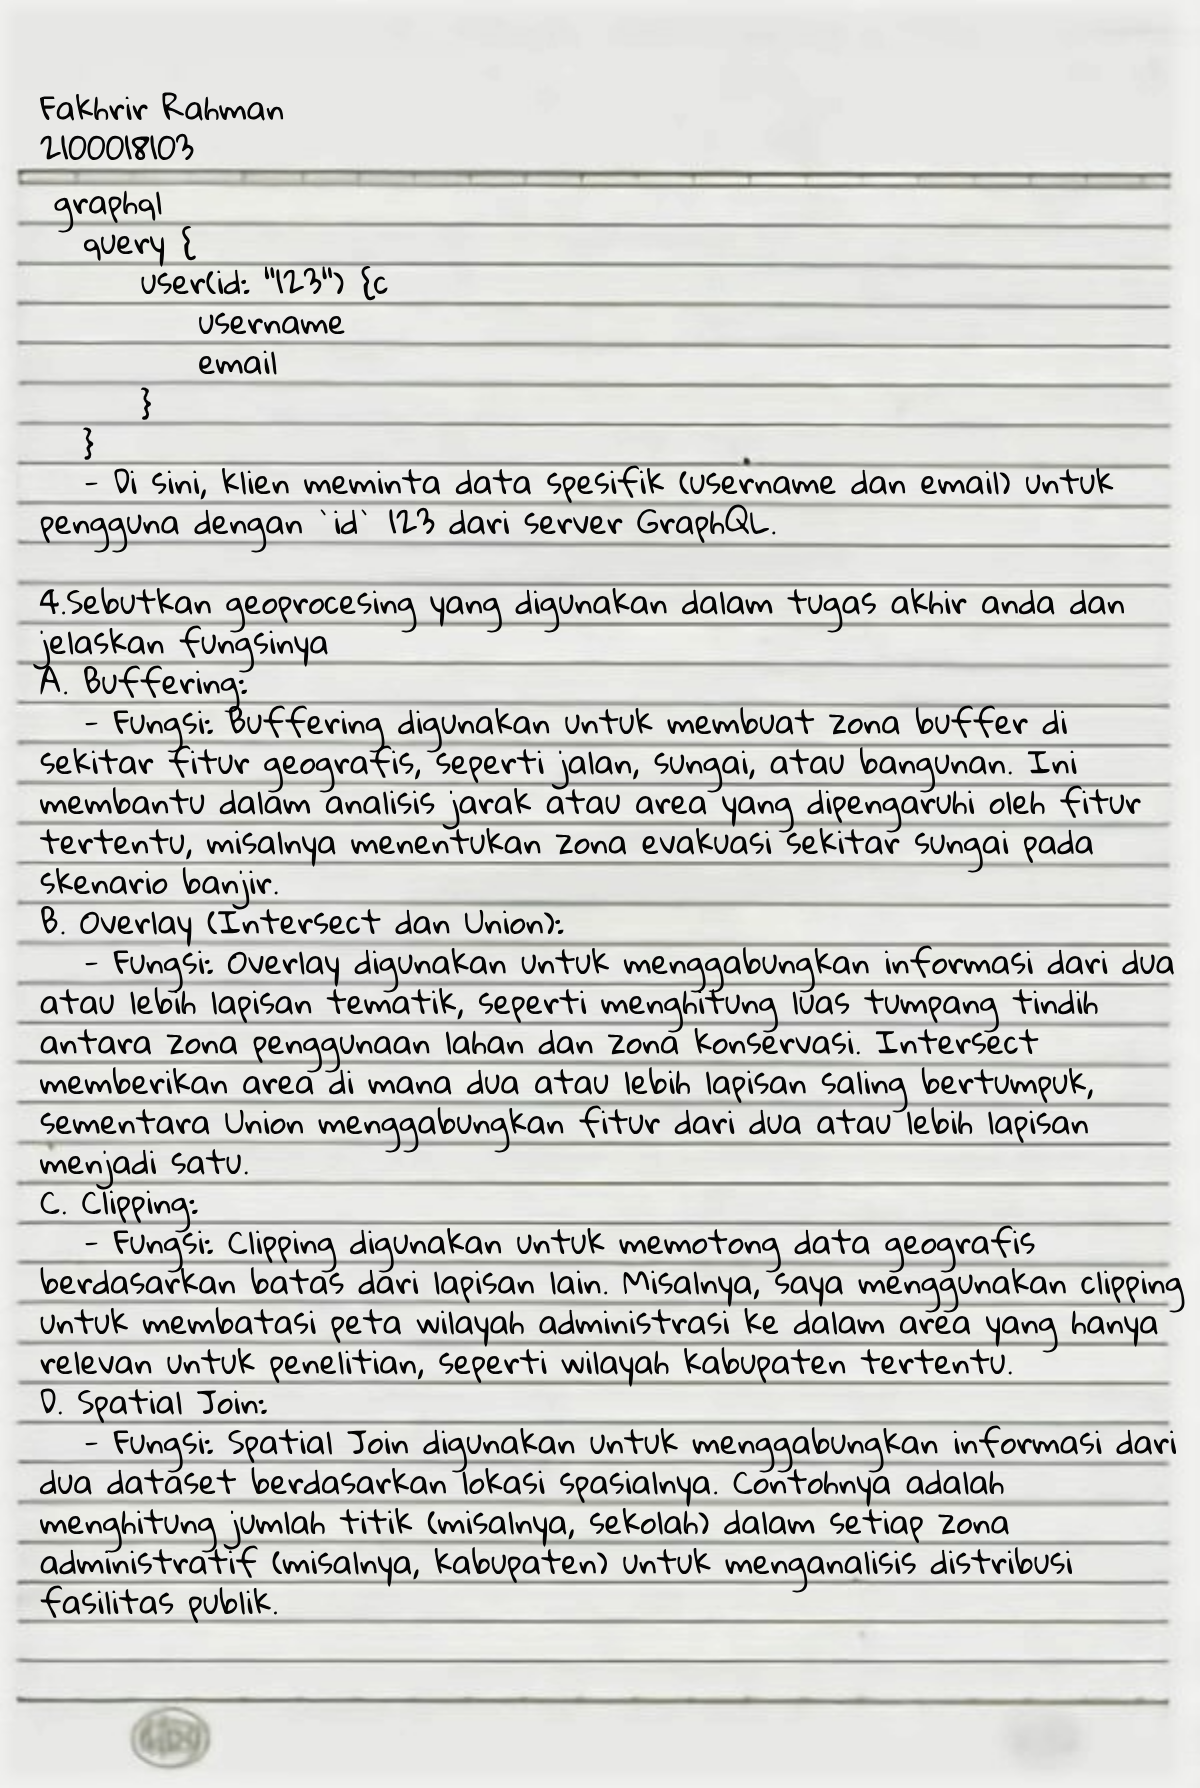 Fakhrir Rahman
2100018103
graphql
query {
user(id: "123") {c
username
email
}
}
- Di sini, klien meminta data spesifik (username dan email) untuk
pengguna dengan `id` 123 dari server GraphQL.
4.Sebutkan geoprocesing yang digunakan dalam tugas akhir anda dan
jelaskan fungsinya
A. Buffering:
- Fungsi: Buffering digunakan untuk membuat zona buffer di
sekitar fitur geografis, seperti jalan, sungai, atau bangunan. Ini
membantu dalam analisis jarak atau area yang dipengaruhi oleh fitur
tertentu, misalnya menentukan zona evakuasi sekitar sungai pada
skenario banjir.
B. Overlay (Intersect dan Union):
- Fungsi: Overlay digunakan untuk menggabungkan informasi dari dua
atau lebih lapisan tematik, seperti menghitung luas tumpang tindih
antara zona penggunaan lahan dan zona konservasi. Intersect
memberikan area di mana dua atau lebih lapisan saling bertumpuk,
sementara Union menggabungkan fitur dari dua atau lebih lapisan
menjadi satu.
C. Clipping:
- Fungsi: Clipping digunakan untuk memotong data geografis
berdasarkan batas dari lapisan lain. Misalnya, saya menggunakan clipping
untuk membatasi peta wilayah administrasi ke dalam area yang hanya
relevan untuk penelitian, seperti wilayah kabupaten tertentu.
D. Spatial Join:
- Fungsi: Spatial Join digunakan untuk menggabungkan informasi dari
dua dataset berdasarkan lokasi spasialnya. Contohnya adalah
menghitung jumlah titik (misalnya, sekolah) dalam setiap zona
administratif (misalnya, kabupaten) untuk menganalisis distribusi
fasilitas publik.